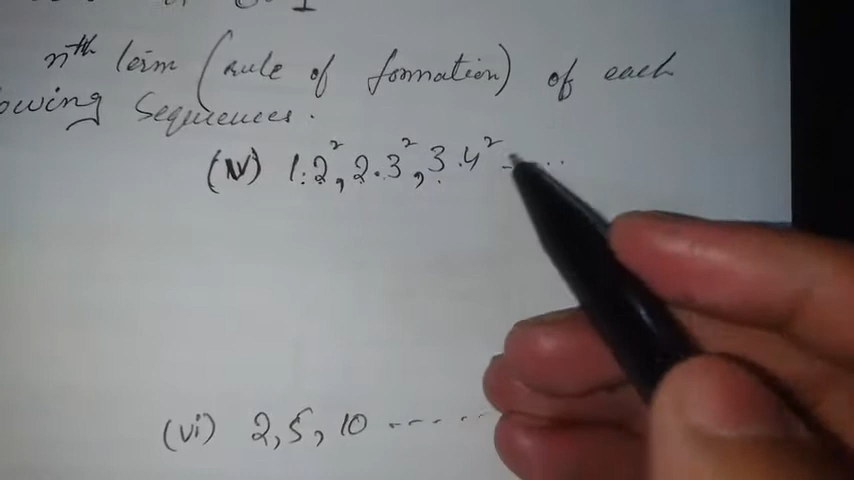 nth term (rule of formation) of each
owing Sequences.
(iv) 1.2², 2.3², 3.4² -....
(vi) 2, 5, 10 ------